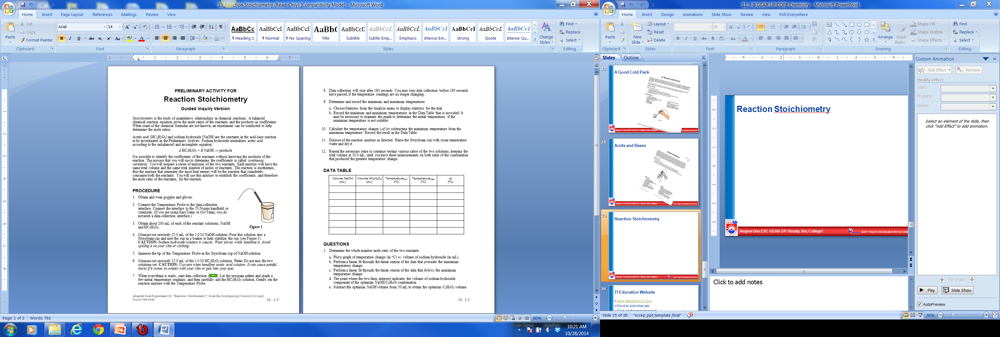 10_Reaction Stoichiometry (Read-Only) [Compatibility Mode] - Microsoft Word
Home Insert Page Layout References Mailings Review View
Paste
Cut
Copy
Format Painter
Clipboard
Arial 14
Font
Paragraph
AaBbCc AaBbCcI AaBbCcI AaBb( AaBbCcD AaBbCcL AaBbCcL AaBbCcI AaBbCcI AaBbCcL AaBbCcI
¶ Heading 1 ¶ Normal ¶ No Spacing Title Subtitle Subtle Emp... Emphasis Intense Em... Strong Quote Intense Qu...
Change Styles
Styles
Find
Replace
Select
Editing
PRELIMINARY ACTIVITY FOR
Reaction Stoichiometry
Guided Inquiry Version
Stoichiometry is the study of quantitative relationships in chemical reactions. A balanced
chemical reaction equation gives the mole ratios of the reactants and the products as coefficients.
When some of the chemical formulas are not known, an experiment can be conducted to help
determine the mole ratios.
Acetic acid (HC2H3O2) and sodium hydroxide (NaOH) are the reactants in the acid-base reaction
to be investigated in the Preliminary Activity. Sodium hydroxide neutralizes acetic acid
according to the unbalanced and incomplete equation:
A HC2H3O2 + B NaOH → products
It is possible to identify the coefficients of the reactants without knowing the products of the
reaction. The process that you will use to determine the coefficients is called continuous
variations. You will prepare a series of mixtures of the two reactants. Each mixture will have the
same total volume and the same total number of moles of reactants. The reaction is exothermic,
thus the mixture that generates the most heat energy will be the reaction that completely
consumes both the reactants. You will use this mixture to establish the coefficients, and therefore
the mole ratio of the reactants, for the reaction.
PROCEDURE
1. Obtain and wear goggles and gloves.
2. Connect the Temperature Probe to the data-collection
interface. Connect the interface to the TI-Nspire handheld or
computer. (If you are using EasyTemp or Go!Temp, you do
not need a data-collection interface.)
3. Obtain about 200 mL of each of the reactant solutions, NaOH
and HC2H3O2.
Figure 1
4. Measure out precisely 25.0 mL of the 1.0 M NaOH solution. Pour this solution into a
Styrofoam cup and nest the cup in a beaker to help stabilize the cup (see Figure 1).
CAUTION: Sodium hydroxide solution is caustic. Wear gloves while handling it. Avoid
spilling it on your skin or clothing.
5. Immerse the tip of the Temperature Probe in the Styrofoam cup of NaOH solution.
6. Measure out precisely 25.0 mL of the 1.0 M HC2H3O2 solution. Note: Do not mix the two
solutions yet. CAUTION: Use care when handling acetic acid solution. It can cause painful
burns if it comes in contact with your skin or gets into your eyes.
7. When everything is ready, start data collection ( ). Let the program gather and graph a
few initial temperature readings, and then carefully add the HC2H3O2 solution. Gently stir the
reaction mixture with the Temperature Probe.
Adapted from Experiment 10, "Reaction Stoichiometry", from the Investigating Chemistry through
Inquiry lab book
10 – 1 S
8. Data collection will stop after 180 seconds. You may stop data collection before 180 seconds
have passed, if the temperature readings are no longer changing.
9. Determine and record the minimum and maximum temperatures.
a. Choose Statistics from the Analyze menu to display statistics for the trial.
b. Record the minimum and maximum temperatures in the Data Table that is provided. It
may be necessary to examine the graph to determine the initial temperature, if the
minimum temperature is not suitable.
10. Calculate the temperature change (Δt) by subtracting the minimum temperature from the
maximum temperature. Record the result in the Data Table.
11. Dispose of the reaction mixture as directed. Rinse the Styrofoam cup with room temperature
water and dry it.
12. Repeat the necessary steps to continue testing various ratios of the two solutions, keeping the
total volume at 50.0 mL, until you have three measurements on both sides of the combination
that produced the greatest temperature change.
DATA TABLE
Volume NaOH (mL) Volume HC2H3O2 (mL) Temperaturemin (°C) Temperaturemax (°C) Δt (°C)
QUESTIONS
1. Determine the whole number mole ratio of the two reactants.
a. Plot a graph of temperature change (in °C) vs. volume of sodium hydroxide (in mL).
b. Perform a linear fit through the linear region of the data that precedes the maximum
temperature change.
c. Perform a linear fit through the linear region of the data that follows the maximum
temperature change.
d. The point where the two lines intersect indicates the volume of sodium hydroxide
component of the optimum NaOH/C2H4O2 combination.
e. Subtract the optimum NaOH volume from 50 mL to obtain the optimum C2H4O2 volume.
10 - 2 S
Page: 1 of 3 Words: 781
60%
10:21 AM
10/28/2014
11_7-8 GEAR UP CORE Chemistry - Microsoft PowerPoint
Home Insert Design Animations Slide Show Review View Poll Everywhere
Paste
Clipboard
New Slide
Layout
Reset
Delete
Slides
28
Font
Paragraph
Arrange
Quick Styles
Shape Fill
Shape Outline
Shape Effects
Drawing
Find
Replace
Select
Editing
Slides Outline
23
A Good Cold Pack
A Good Cold Pack
Region One ESC GEAR UP: Ready, Set, College!
24
Acids and Bases
Acids and Bases
Region One ESC GEAR UP: Ready, Set, College!
25
Reaction Stoichiometry
Region One ESC GEAR UP: Ready, Set, College!
26
TI Education Website
www.education.ti.com
Point to Activities tab
Reaction Stoichiometry
GEAR UP
Region One ESC GEAR UP: Ready, Set, College!
©2011 Region One Education Service Cente
Click to add notes
Custom Animation
Add Effect Remove
Modify effect
Start:
Property:
Speed:
Select an element of the slide, then
click "Add Effect" to add animation.
Re-Order
Play Slide Show
AutoPreview
Slide 25 of 28 "nccep_ppt_template_final"
50%